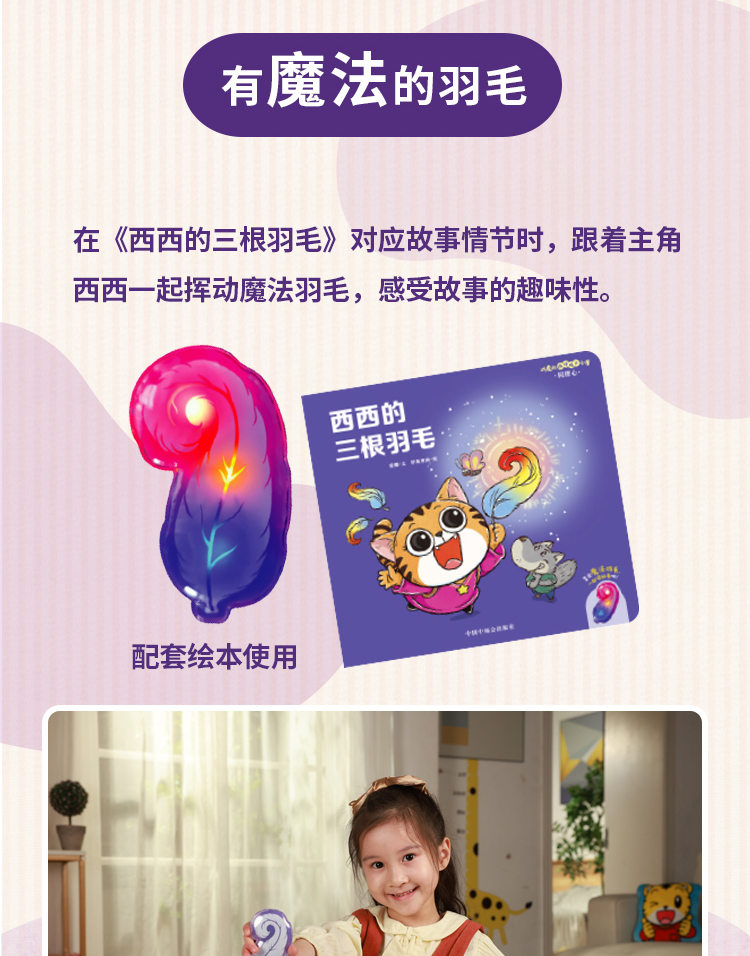 有魔法的羽毛
在《西西的三根羽毛》对应故事情节时，跟着主角
西西一起挥动魔法羽毛，感受故事的趣味性。
西西的
三根羽毛
配套绘本使用